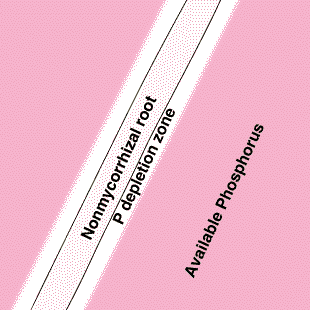 Nonmycorrhizal root
P depletion zone
Available Phosphorus